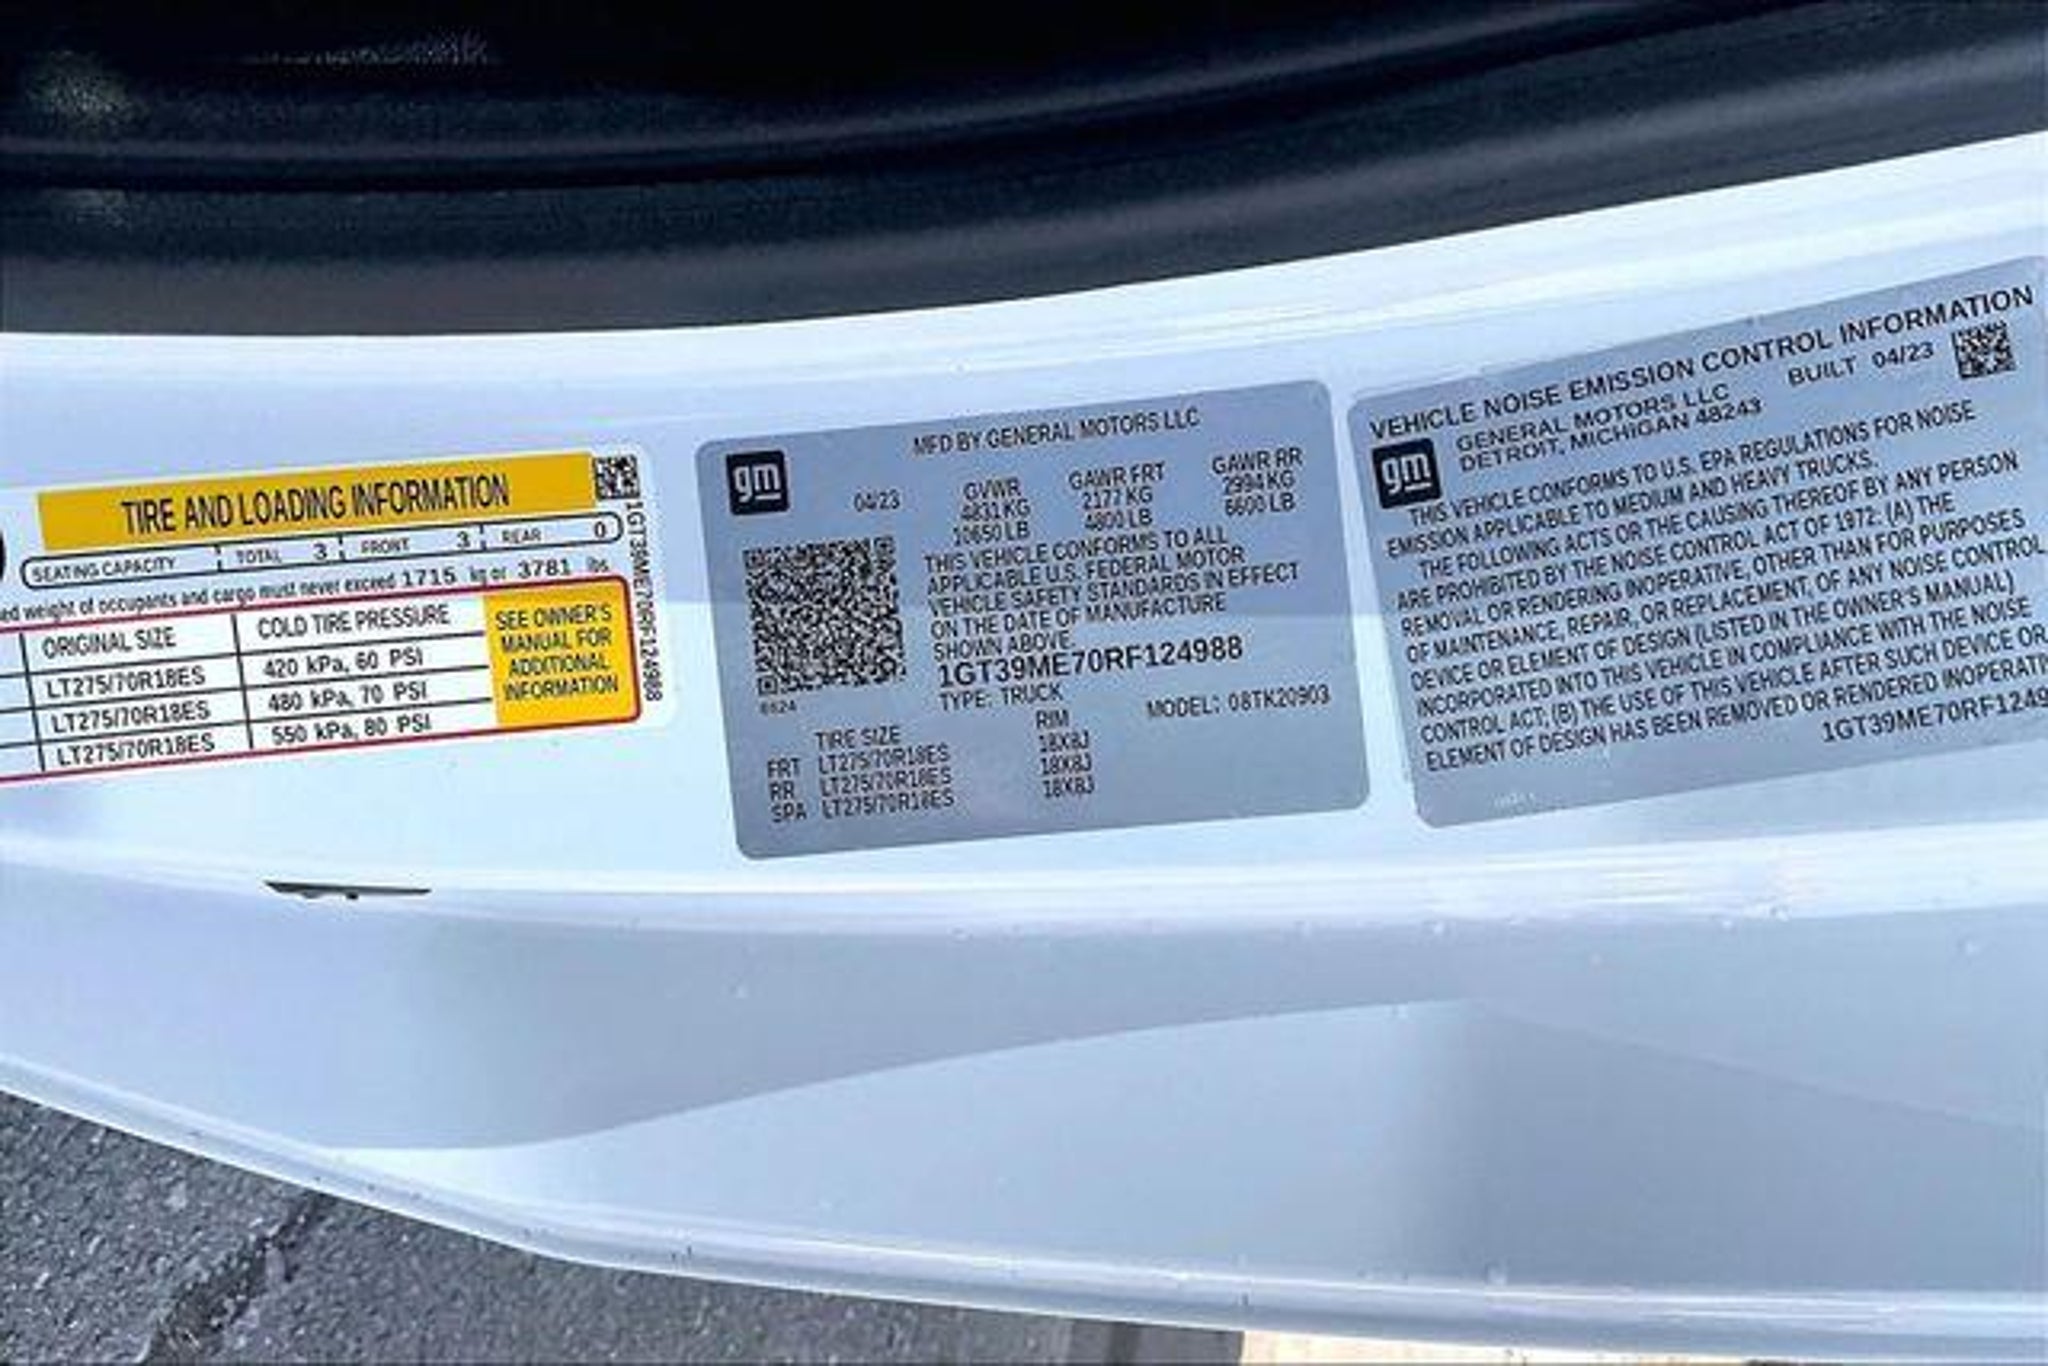 TIRE AND LOADING INFORMATION
SEATING CAPACITY TOTAL 3 FRONT 3 REAR 0
weight of occupants and cargo must never exceed 1715 kg or 3781 lbs
ORIGINAL SIZE COLD TIRE PRESSURE
LT275/70R18ES 420 kPa, 60 PSI
LT275/70R18ES 480 kPa, 70 PSI
LT275/70R18ES 550 kPa, 80 PSI
SEE OWNER'S
MANUAL FOR
ADDITIONAL
INFORMATION
1GT39ME70RF124988
gm
MFD BY GENERAL MOTORS LLC
04/23
GVWR
4831 KG
10650 LB
GAWR FRT
2177 KG
4800 LB
GAWR RR
2994 KG
6600 LB
THIS VEHICLE CONFORMS TO ALL
APPLICABLE U.S. FEDERAL MOTOR
VEHICLE SAFETY STANDARDS IN EFFECT
ON THE DATE OF MANUFACTURE
SHOWN ABOVE.
1GT39ME70RF124988
TYPE: TRUCK MODEL: 08TK20903
TIRE SIZE RIM
FRT LT275/70R18ES 18X8J
RR LT275/70R18ES 18X8J
SPA LT275/70R18ES 18X8J
VEHICLE NOISE EMISSION CONTROL INFORMATION
gm
GENERAL MOTORS LLC BUILT 04/23
DETROIT, MICHIGAN 48243
THIS VEHICLE CONFORMS TO U.S. EPA REGULATIONS FOR NOISE
EMISSION APPLICABLE TO MEDIUM AND HEAVY TRUCKS.
THE FOLLOWING ACTS OR THE CAUSING THEREOF BY ANY PERSON
ARE PROHIBITED BY THE NOISE CONTROL ACT OF 1972: (A) THE
REMOVAL OR RENDERING INOPERATIVE, OTHER THAN FOR PURPOSES
OF MAINTENANCE, REPAIR, OR REPLACEMENT, OF ANY NOISE CONTROL
DEVICE OR ELEMENT OF DESIGN (LISTED IN THE OWNER'S MANUAL)
INCORPORATED INTO THIS VEHICLE IN COMPLIANCE WITH THE NOISE
CONTROL ACT; (B) THE USE OF THIS VEHICLE AFTER SUCH DEVICE OR
ELEMENT OF DESIGN HAS BEEN REMOVED OR RENDERED INOPERATI
1GT39ME70RF1249